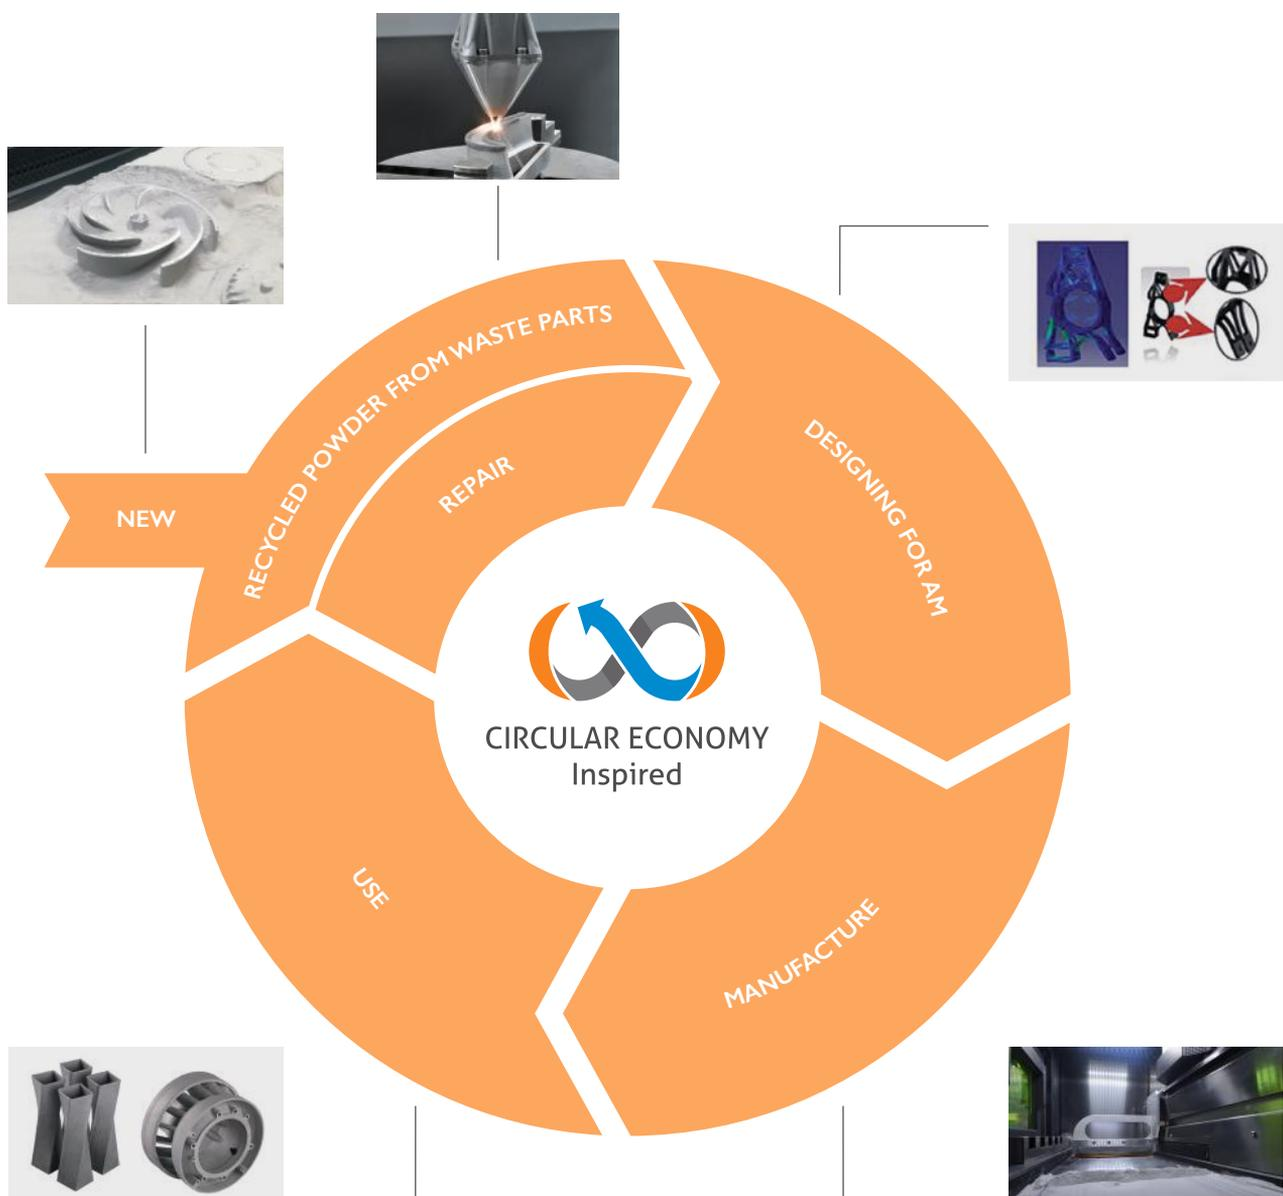 RECYCLED POWDER FROM WASTE PARTS
REPAIR
DESIGNING FOR AM
NEW
CIRCULAR ECONOMY
Inspired
USE
MANUFACTURE